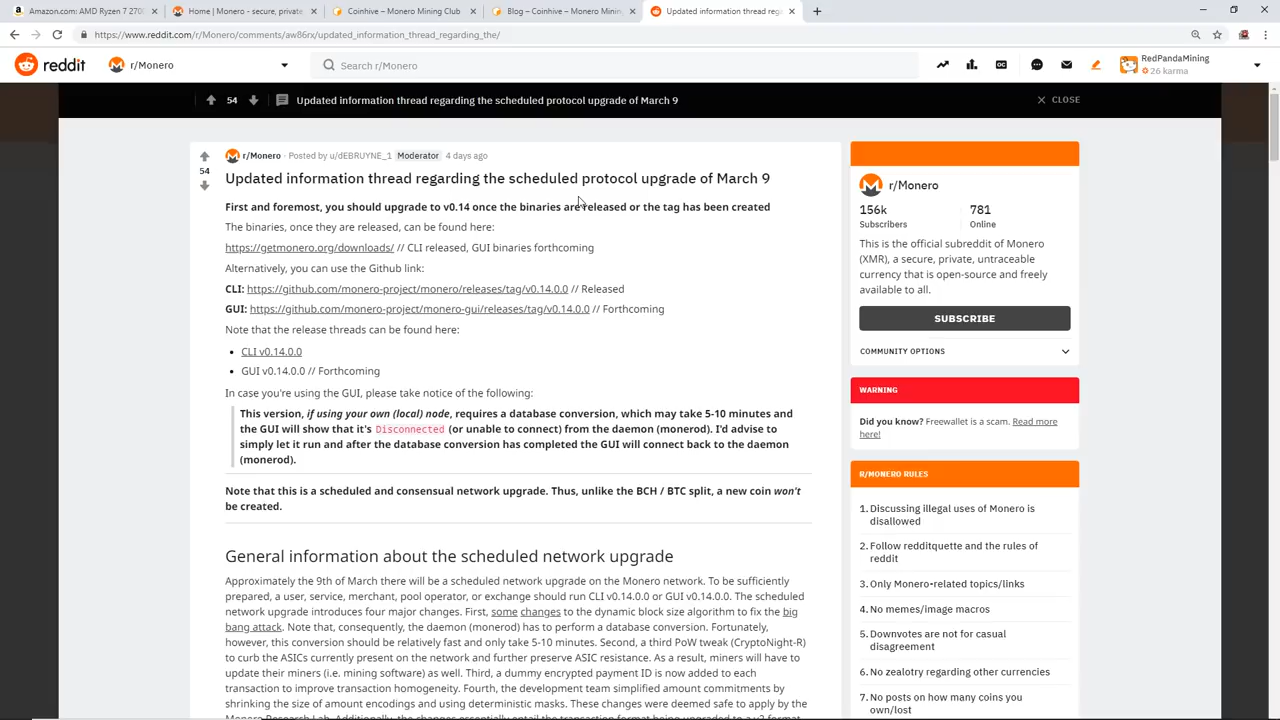 Amazon.com: AMD Ryzen 7 270
Home | Monero - secure, private
Coinhive – Monero Mining Club
Blog – Coinhive – Monero Minin
Updated information thread reg
https://www.reddit.com/r/Monero/comments/aw86rx/updated_information_thread_regarding_the/
reddit
r/Monero
Search r/Monero
RedPandaMining
26 karma
54
Updated information thread regarding the scheduled protocol upgrade of March 9
CLOSE
54
r/Monero · Posted by u/dEBRUYNE_1 Moderator 4 days ago
Updated information thread regarding the scheduled protocol upgrade of March 9
First and foremost, you should upgrade to v0.14 once the binaries are released or the tag has been created
The binaries, once they are released, can be found here:
https://getmonero.org/downloads/ // CLI released, GUI binaries forthcoming
Alternatively, you can use the Github link:
CLI: https://github.com/monero-project/monero/releases/tag/v0.14.0.0 // Released
GUI: https://github.com/monero-project/monero-gui/releases/tag/v0.14.0.0 // Forthcoming
Note that the release threads can be found here:
• CLI v0.14.0.0
• GUI v0.14.0.0 // Forthcoming
In case you're using the GUI, please take notice of the following:
This version, if using your own (local) node, requires a database conversion, which may take 5-10 minutes and
the GUI will show that it's Disconnected (or unable to connect) from the daemon (monerod). I'd advise to
simply let it run and after the database conversion has completed the GUI will connect back to the daemon
(monerod).
Note that this is a scheduled and consensual network upgrade. Thus, unlike the BCH / BTC split, a new coin won't
be created.
General information about the scheduled network upgrade
Approximately the 9th of March there will be a scheduled network upgrade on the Monero network. To be sufficiently
prepared, a user, service, merchant, pool operator, or exchange should run CLI v0.14.0.0 or GUI v0.14.0.0. The scheduled
network upgrade introduces four major changes. First, some changes to the dynamic block size algorithm to fix the big
bang attack. Note that, consequently, the daemon (monerod) has to perform a database conversion. Fortunately,
however, this conversion should be relatively fast and only take 5-10 minutes. Second, a third PoW tweak (CryptoNight-R)
to curb the ASICs currently present on the network and further preserve ASIC resistance. As a result, miners will have to
update their miners (i.e. mining software) as well. Third, a dummy encrypted payment ID is now added to each
transaction to improve transaction homogeneity. Fourth, the development team simplified amount commitments by
shrinking the size of amount encodings and using deterministic masks. These changes were deemed safe to apply by the
Monero Research Lab. Additionally, the changes essentially entail the transaction format being upgraded to a v3 format
r/Monero
156k
Subscribers
781
Online
This is the official subreddit of Monero
(XMR), a secure, private, untraceable
currency that is open-source and freely
available to all.
SUBSCRIBE
COMMUNITY OPTIONS
WARNING
Did you know? Freewallet is a scam. Read more
here!
R/MONERO RULES
1. Discussing illegal uses of Monero is
disallowed
2. Follow redditquette and the rules of
reddit
3. Only Monero-related topics/links
4. No memes/image macros
5. Downvotes are not for casual
disagreement
6. No zealotry regarding other currencies
7. No posts on how many coins you
own/lost